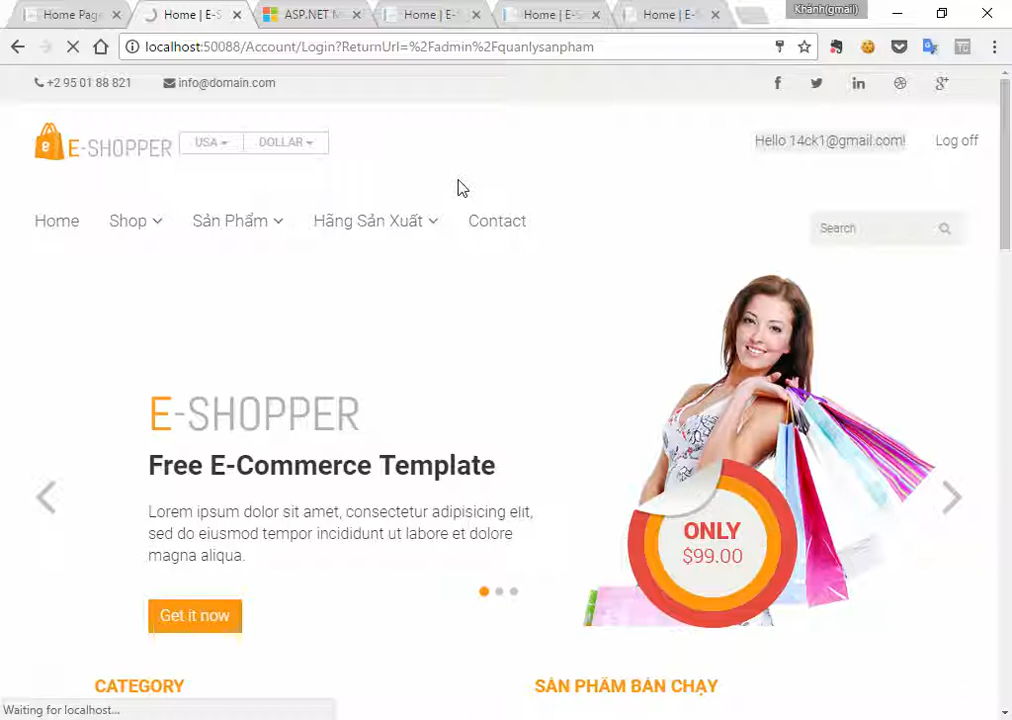 Home Page
Home | E-S
ASP.NET M
Home | E-
Home | E-S
Home | E-
Khánh(gmail)
localhost:50088/Account/Login?ReturnUrl=%2Fadmin%2Fquanlysanpham
TC
+2 95 01 88 821
info@domain.com
E-SHOPPER
USA
DOLLAR
Hello 14ck1@gmail.com!
Log off
Home
Shop
Sản Phẩm
Hãng Sản Xuất
Contact
Search
E-SHOPPER
Free E-Commerce Template
Lorem ipsum dolor sit amet, consectetur adipisicing elit,
sed do eiusmod tempor incididunt ut labore et dolore
magna aliqua.
Get it now
ONLY
$99.00
CATEGORY
SẢN PHẨM BÁN CHẠY
Waiting for localhost...